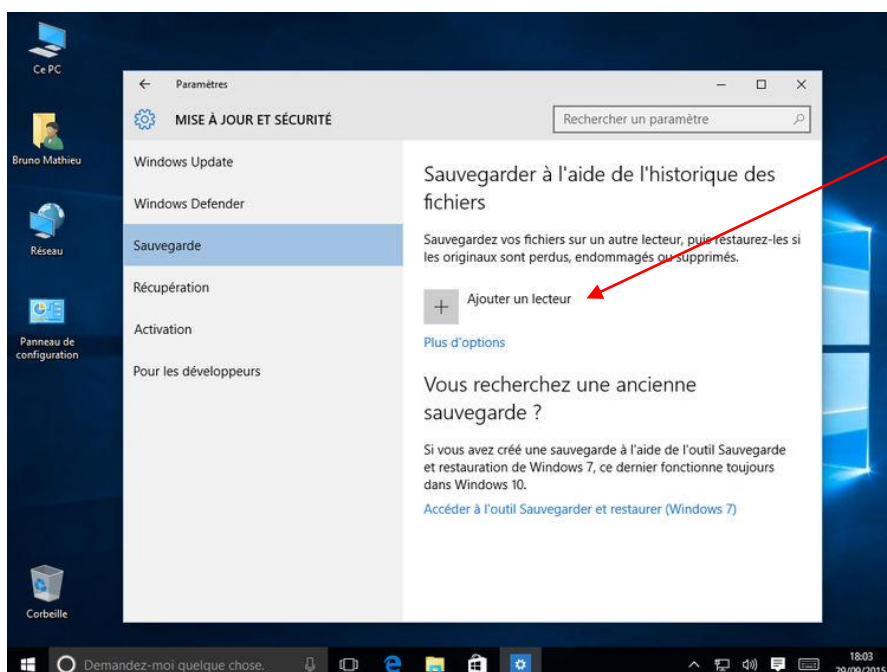 Ce PC
Bruno Mathieu
Réseau
Panneau de
configuration
Corbeille
Paramètres
MISE À JOUR ET SÉCURITÉ
Rechercher un paramètre
Windows Update
Windows Defender
Sauvegarde
Récupération
Activation
Pour les développeurs
Sauvegarder à l'aide de l'historique des
fichiers
Sauvegardez vos fichiers sur un autre lecteur, puis restaurez-les si
les originaux sont perdus, endommagés ou supprimés.
Ajouter un lecteur
Plus d'options
Vous recherchez une ancienne
sauvegarde ?
Si vous avez créé une sauvegarde à l'aide de l'outil Sauvegarde
et restauration de Windows 7, ce dernier fonctionne toujours
dans Windows 10.
Accéder à l'outil Sauvegarder et restaurer (Windows 7)
Demandez-moi quelque chose.
18:03
29/09/2015